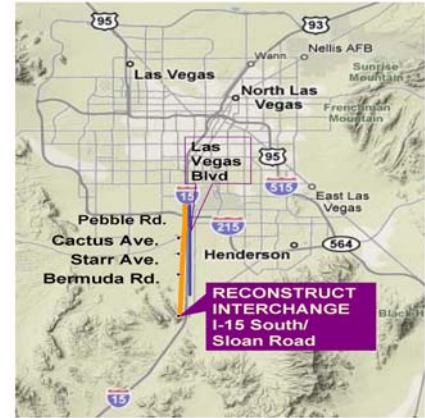 95
93
Wann
Nellis AFB
Las Vegas
Sunrise
Mountain
North Las
Vegas
Frenchman
Mountain
Las
Vegas
Blvd
95
15
515
East Las
Vegas
Pebble Rd.
215
Cactus Ave.
Starr Ave.
Henderson
564
Bermuda Rd.
RECONSTRUCT
INTERCHANGE
I-15 South/
Sloan Road
Black H
15